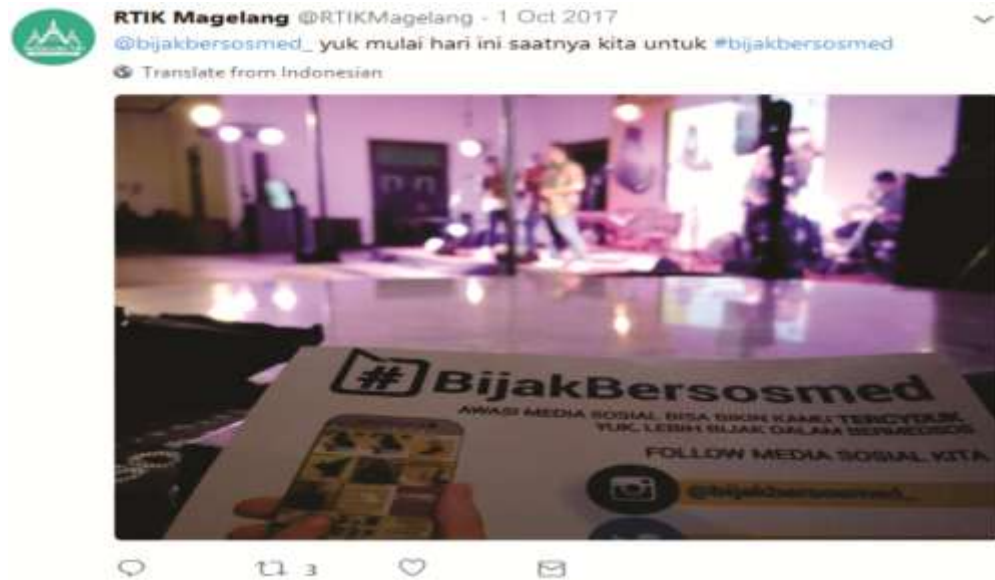 RTIK Magelang @RTIKMagelang - 1 Oct 2017
@bijakbersosmed_ yuk mulai hari ini saatnya kita untuk #bijakbersosmed
Translate from Indonesian
# BijakBersosmed
AWASI MEDIA SOSIAL BISA BIKIN KAMU TERCYDUK
YUK, LEBIH BIJAK DALAM BERMEDSOS
FOLLOW MEDIA SOSIAL KITA
@bijakbersosmed_
3